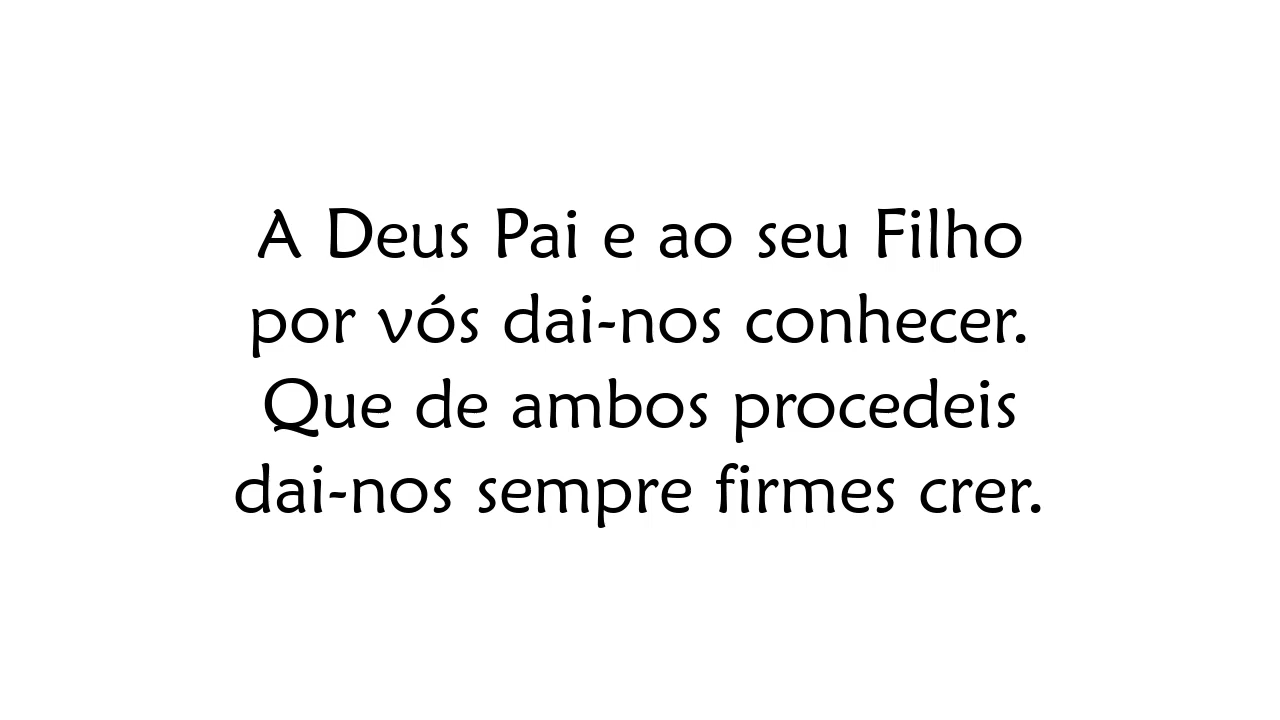 A Deus Pai e ao seu Filho
por vós dai-nos conhecer.
Que de ambos procedeis
dai-nos sempre firmes crer.